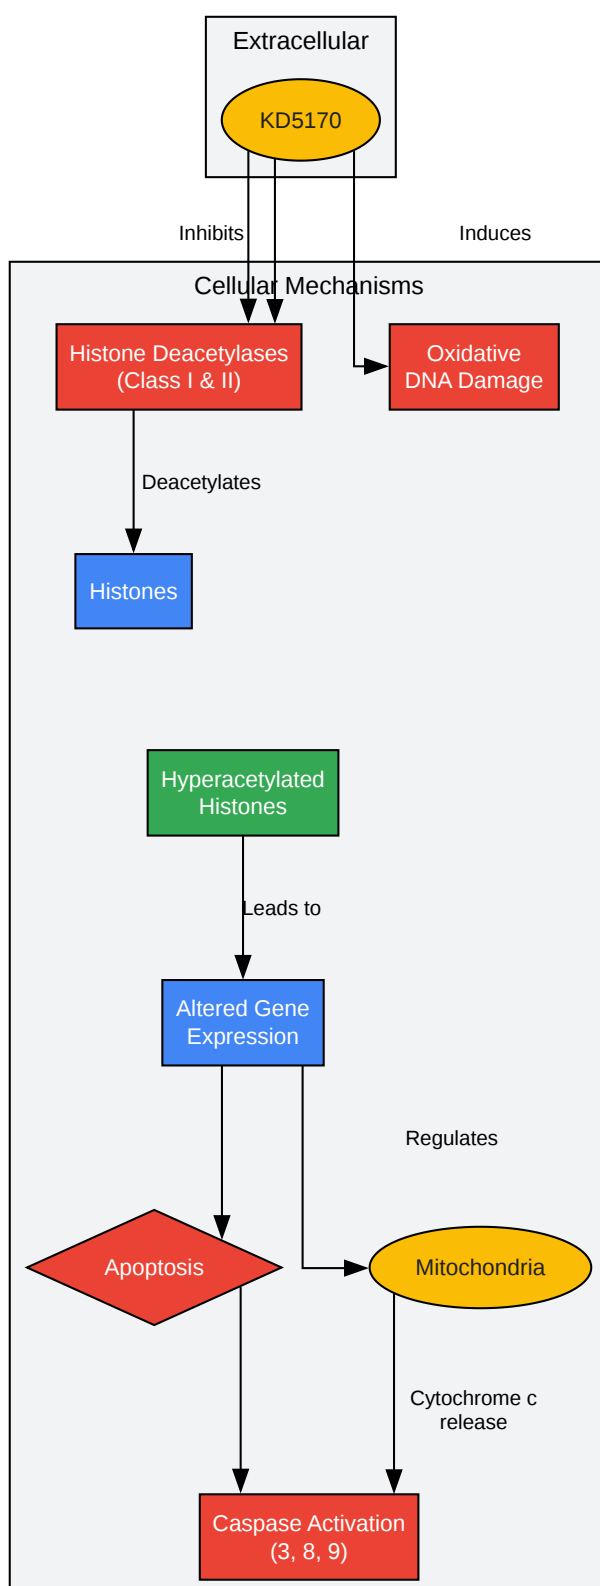 Extracellular
KD5170
Inhibits
Induces
Cellular Mechanisms
Histone Deacetylases
(Class I & II)
Oxidative
DNA Damage
Deacetylates
Histones
Hyperacetylated
Histones
Leads to
Altered Gene
Expression
Regulates
Apoptosis
Mitochondria
Cytochrome c
release
Caspase Activation
(3, 8, 9)